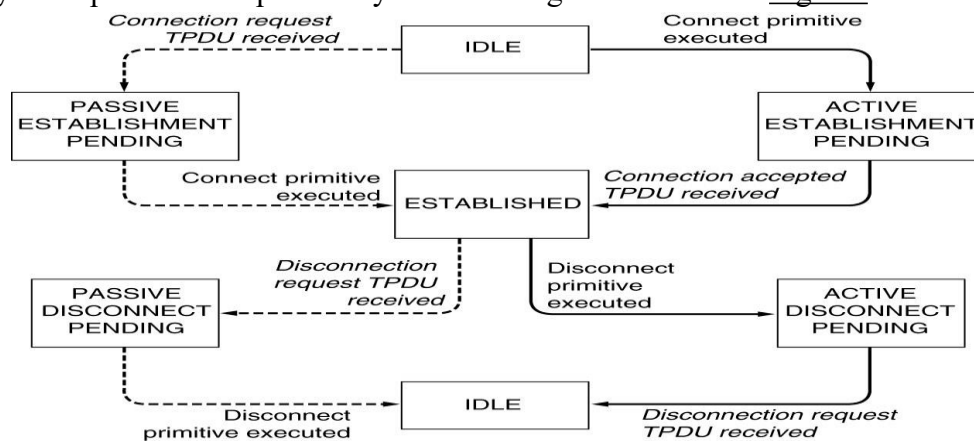 Connection request
TPDU received
IDLE
Connect primitive
executed
PASSIVE
ESTABLISHMENT
PENDING
ACTIVE
ESTABLISHMENT
PENDING
Connect primitive
executed
ESTABLISHED
Connection accepted
TPDU received
Disconnection
request TPDU
received
Disconnect
primitive
executed
PASSIVE
DISCONNECT
PENDING
ACTIVE
DISCONNECT
PENDING
Disconnect
primitive executed
IDLE
Disconnection request
TPDU received